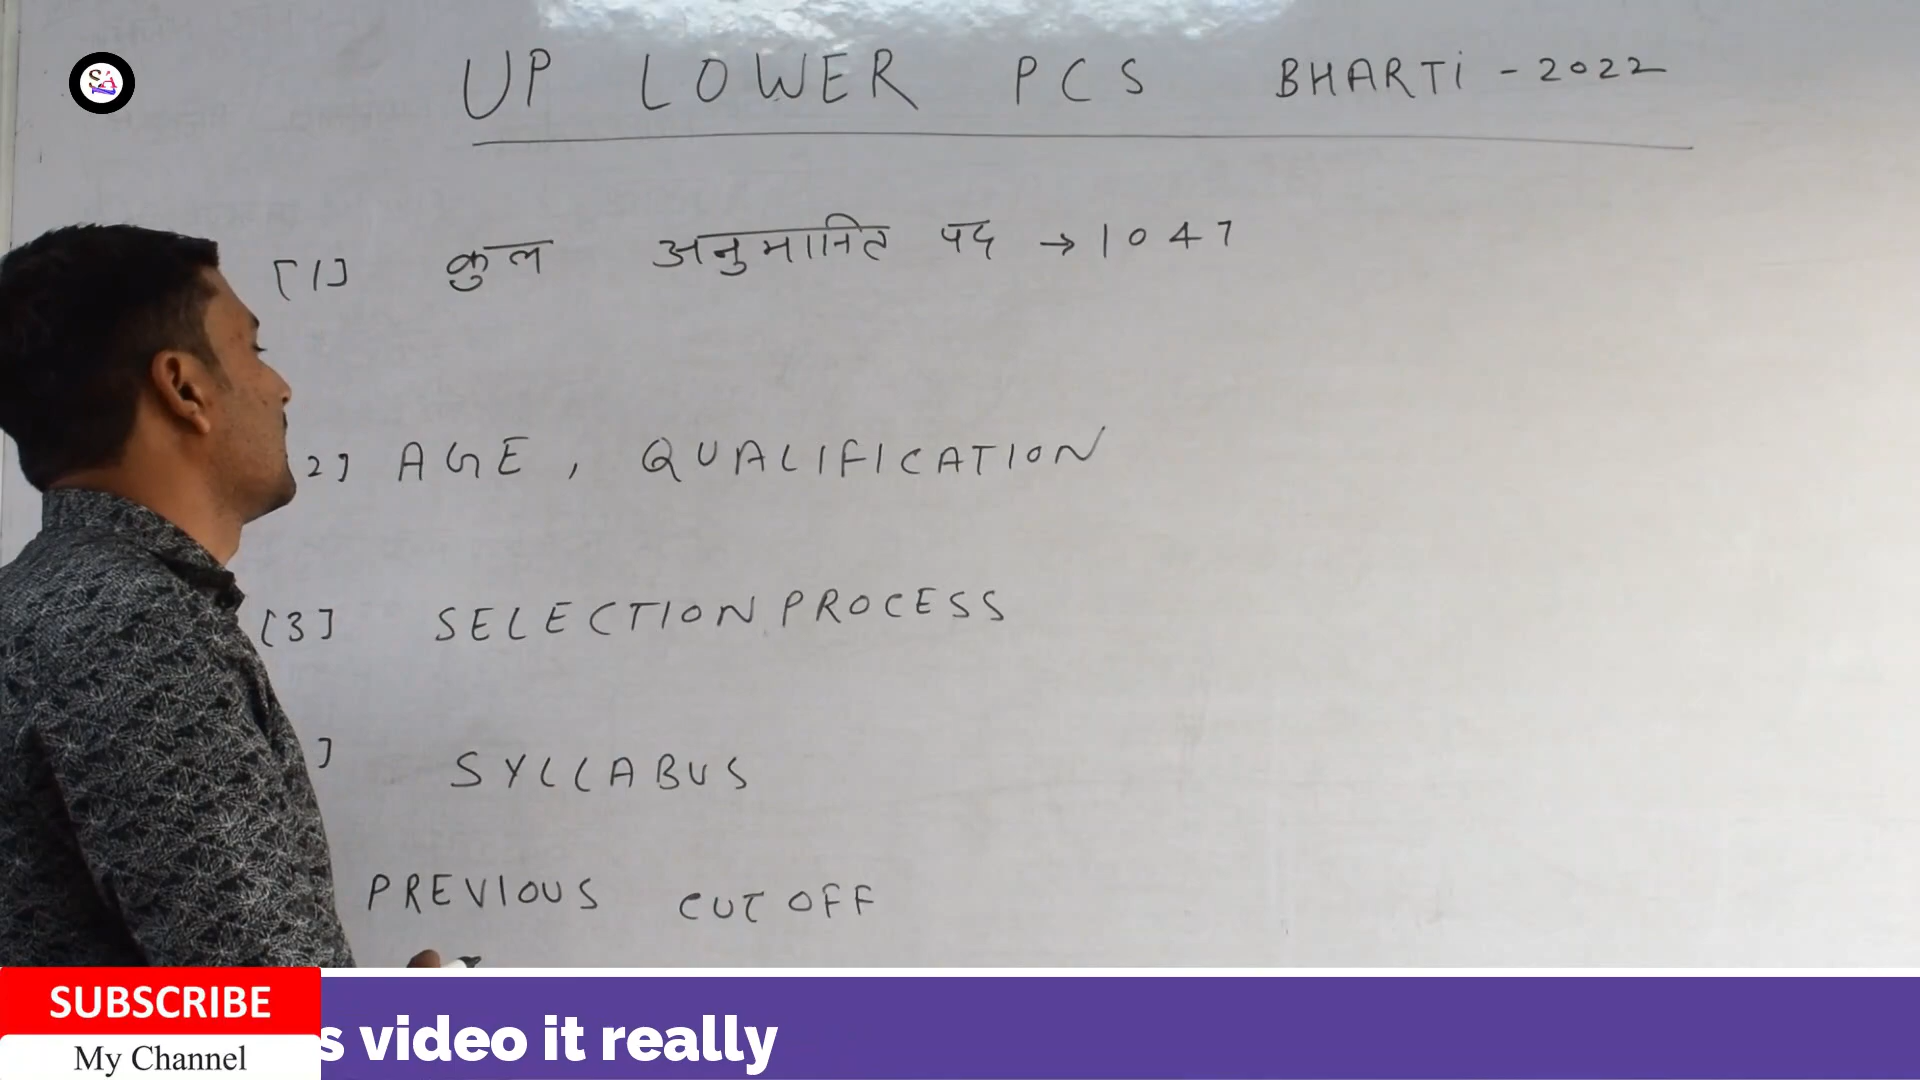 UP LOWER PCS BHARTi - 2022
[1] कुल अनुमानित पद → 1047
2] AGE, QUALIFICATION
[3] SELECTION PROCESS
] SYLLABUS
PREVIOUS CUT OFF
SUBSCRIBE
My Channel
s video it really